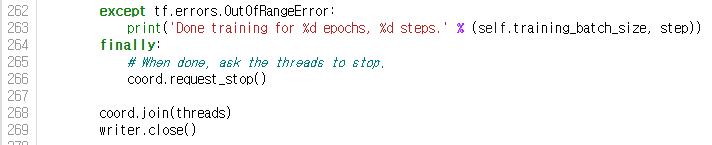 262 except tf.errors.OutOfRangeError:
263 print('Done training for %d epochs, %d steps.' % (self.training_batch_size, step))
264 finally:
265 # When done, ask the threads to stop.
266 coord.request_stop()
267
268 coord.join(threads)
269 writer.close()